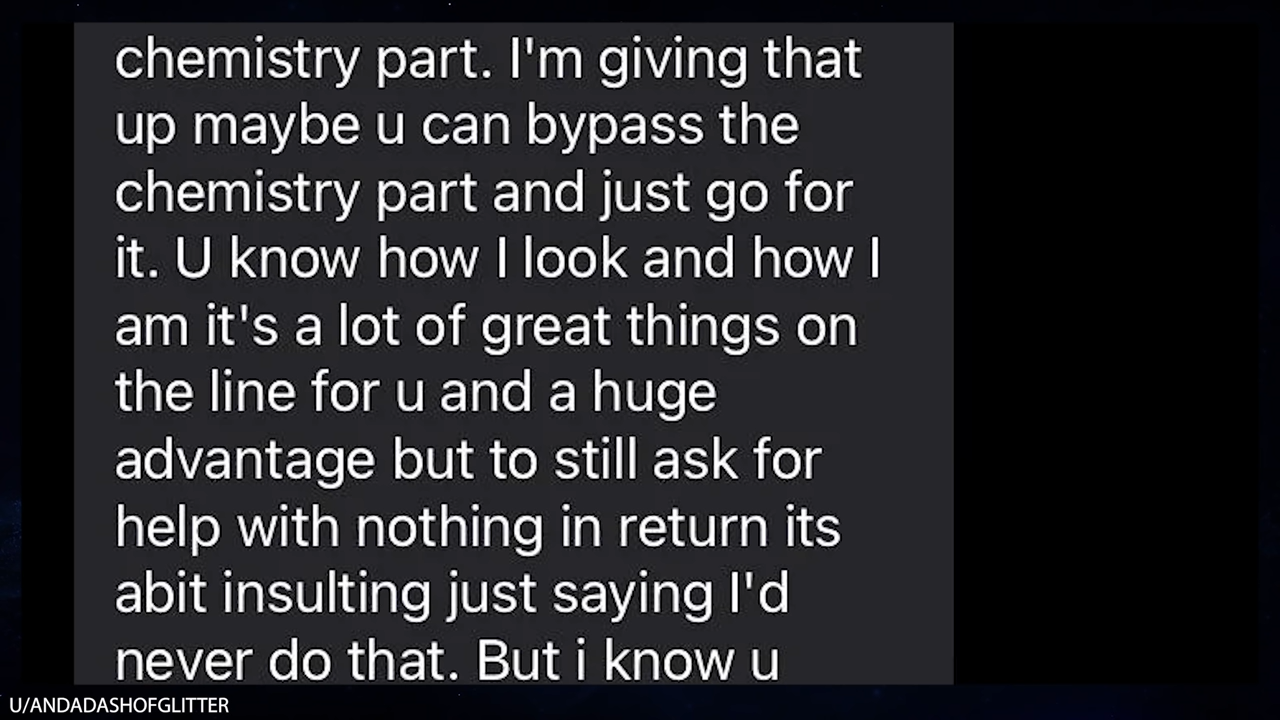 chemistry part. I'm giving that
up maybe u can bypass the
chemistry part and just go for
it. U know how I look and how I
am it's a lot of great things on
the line for u and a huge
advantage but to still ask for
help with nothing in return its
abit insulting just saying I'd
never do that. But i know u
U/ANDADASHOFGLITTER